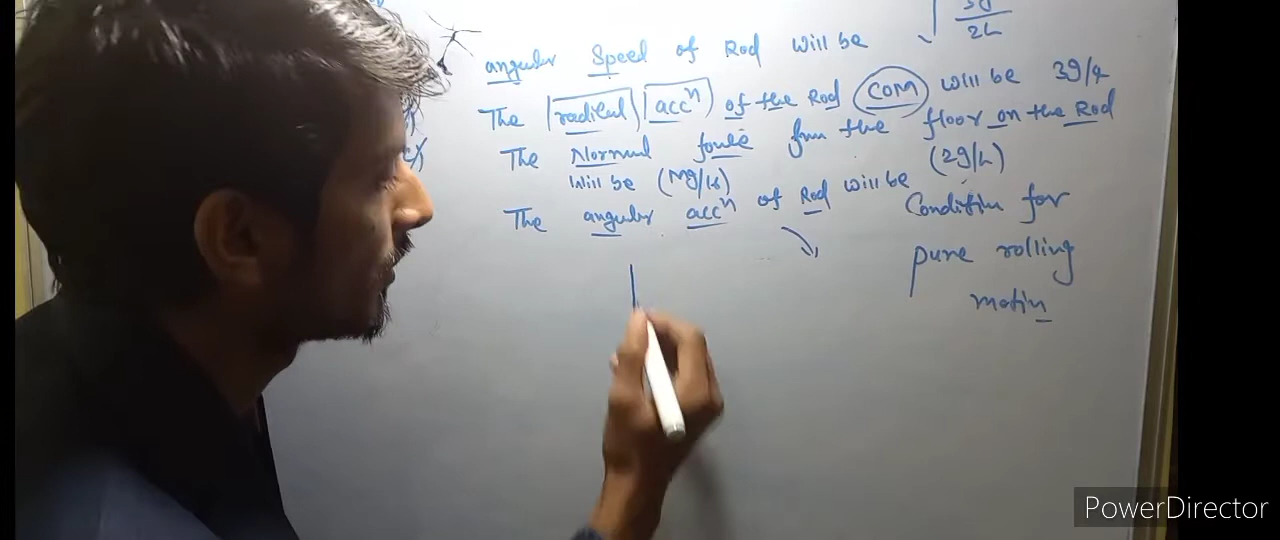 angular Speed of Rod will be √3g/2L
The radial accⁿ of the Rod COM will be 3g/4
The Normal force from the floor on the Rod
will be (Mg/16)
The angular accⁿ of Rod will be (2g/L)
Condition for
pure rolling
motion
PowerDirector